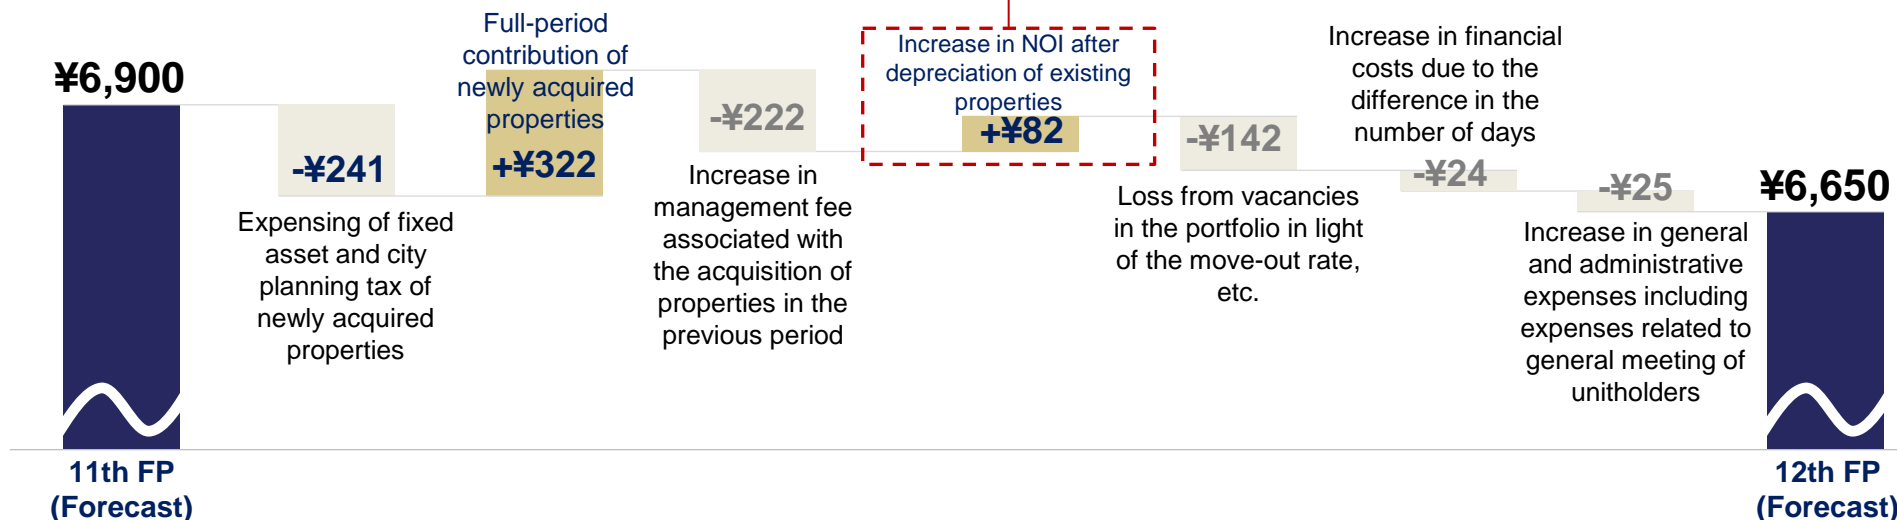 ¥6,900
-¥241
Expensing of fixed
asset and city
planning tax of
newly acquired
properties
Full-period
contribution of
newly acquired
properties
+¥322
-¥222
Increase in
management fee
associated with
the acquisition of
properties in the
previous period
Increase in NOI after
depreciation of existing
properties
+¥82
-¥142
Loss from vacancies
in the portfolio in light
of the move-out rate,
etc.
Increase in financial
costs due to the
difference in the
number of days
-¥24
-¥25
Increase in general
and administrative
expenses including
expenses related to
general meeting of
unitholders
¥6,650
11th FP
(Forecast)
12th FP
(Forecast)